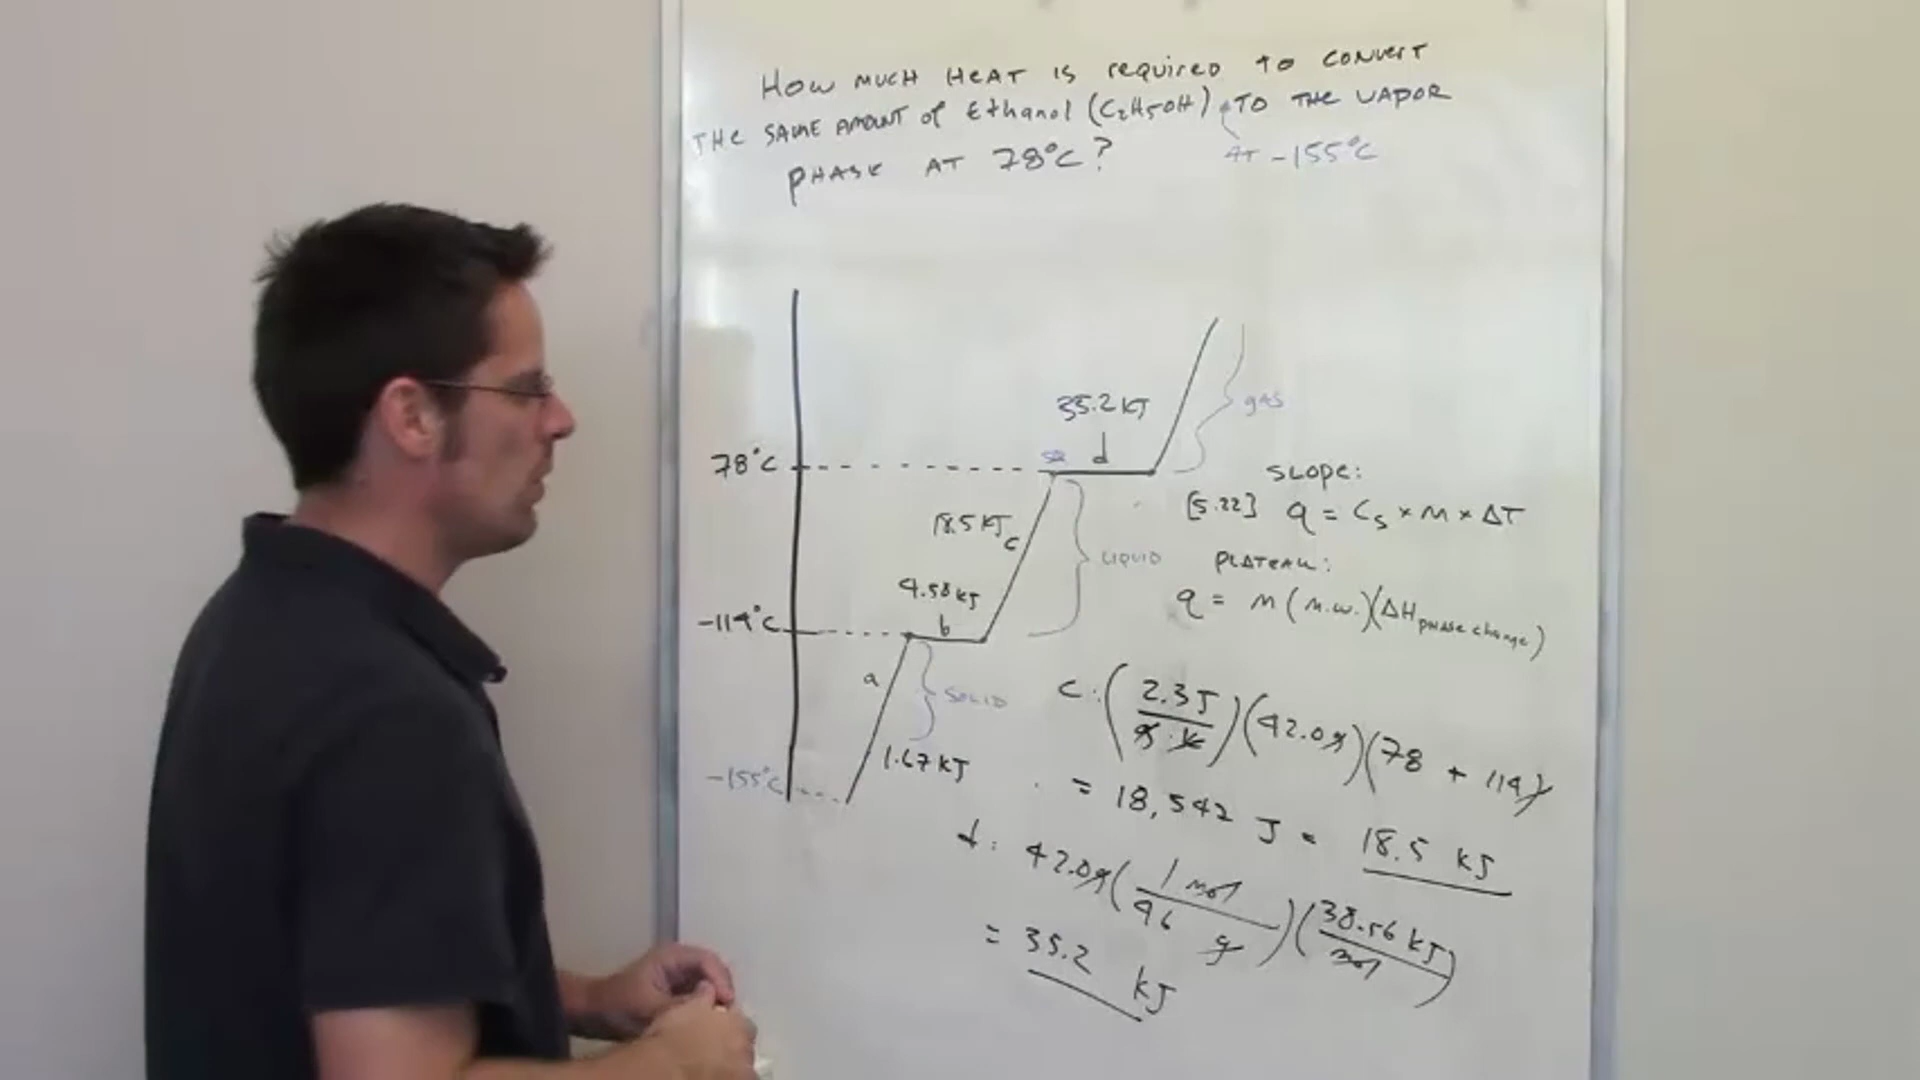 HOW MUCH HEAT IS required to CONVERT
THE SAME AMOUNT of Ethanol (C₂H₅OH) TO THE VAPOR
AT -155°C
PHASE AT 78°C?
35.2 KJ
gas
78°C
d
SLOPE:
[5.22] q = Cs × M × ΔT
18.5 KJ
c
LIQUID
PLATEAU:
4.58 KJ
q = M (M.W.)(ΔH PHASE change)
-114°C
b
a
SOLID
C: (2.3 J / g·K)(42.0g)(78 + 114)
1.67 KJ
-155°C
= 18,542 J = 18.5 KJ
d: 42.0g (1 mol / 46 g)(38.56 KJ / mol)
= 35.2 KJ